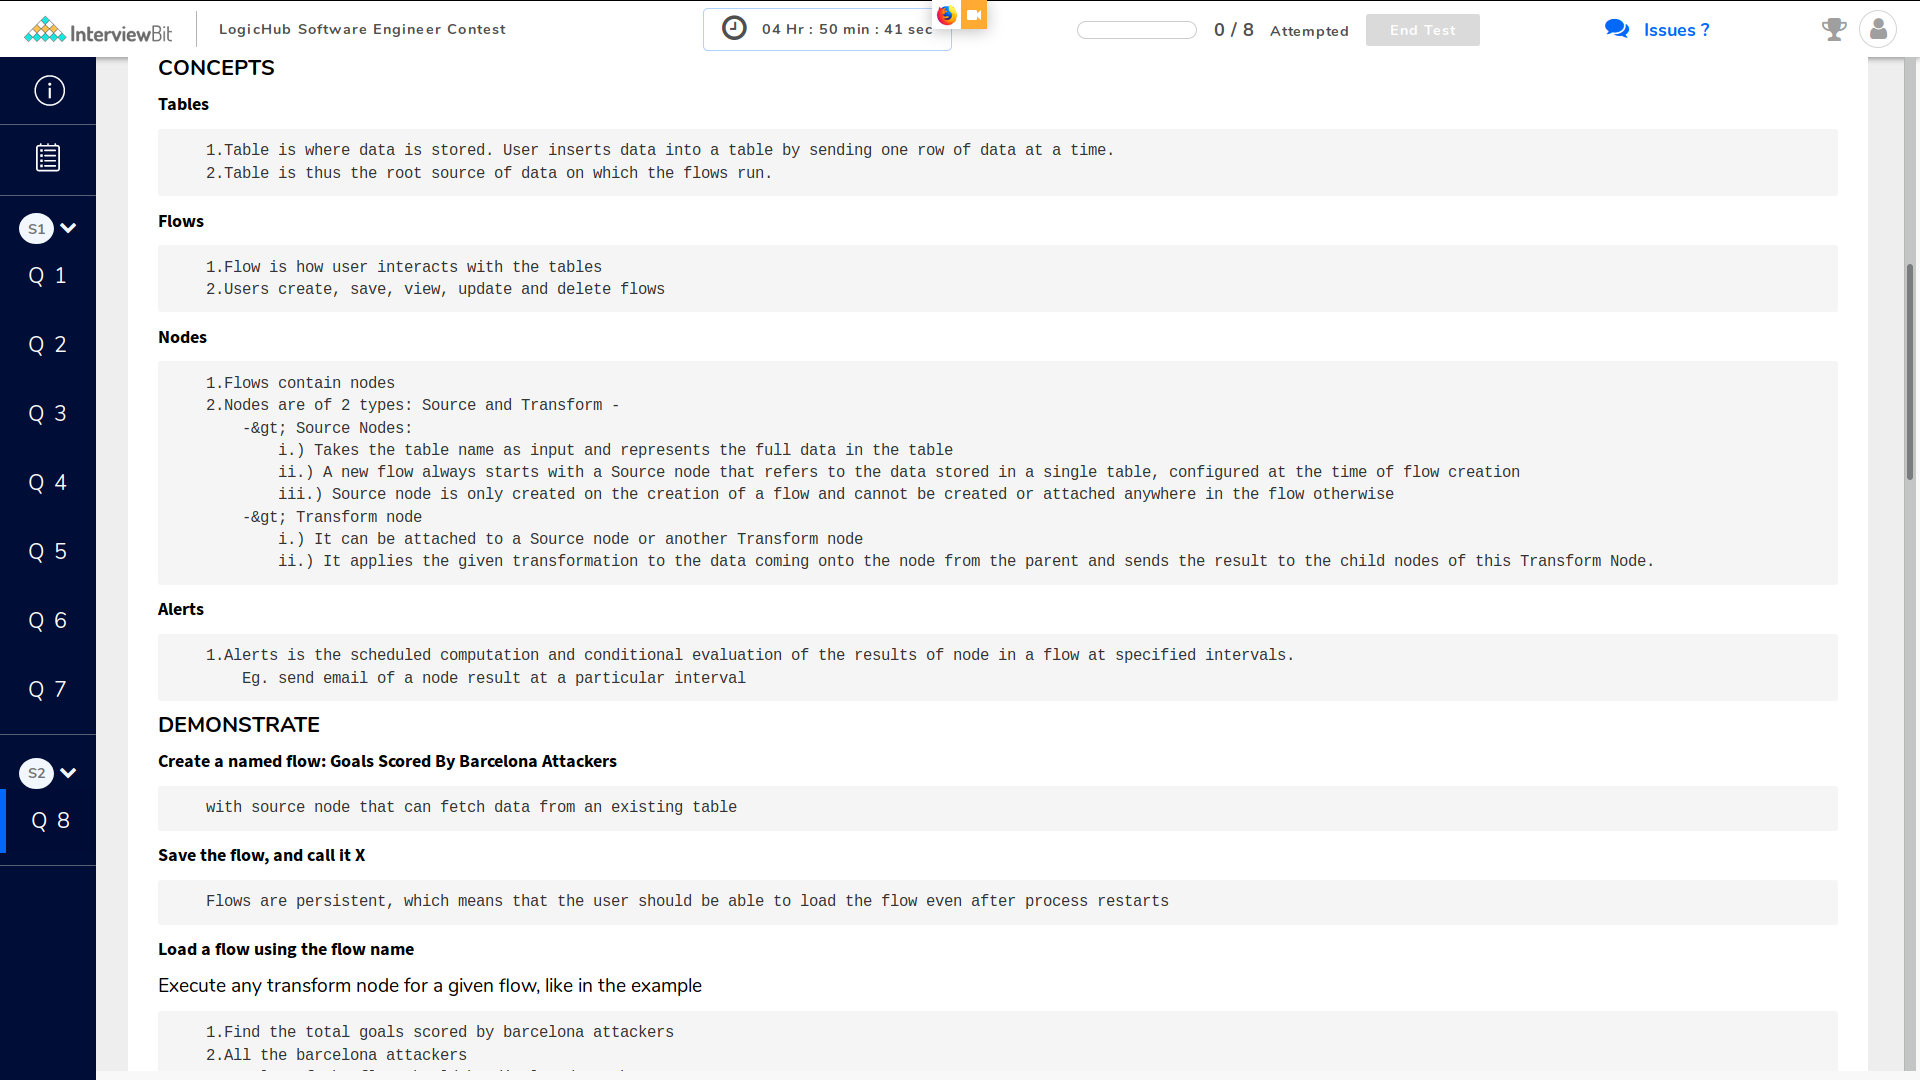 InterviewBit
LogicHub Software Engineer Contest
04 Hr : 50 min : 41 sec
0 / 8 Attempted
End Test
Issues ?
S1
Q 1
Q 2
Q 3
Q 4
Q 5
Q 6
Q 7
S2
Q 8
CONCEPTS
Tables
1.Table is where data is stored. User inserts data into a table by sending one row of data at a time.
2.Table is thus the root source of data on which the flows run.
Flows
1.Flow is how user interacts with the tables
2.Users create, save, view, update and delete flows
Nodes
1.Flows contain nodes
2.Nodes are of 2 types: Source and Transform -
-&gt; Source Nodes:
i.) Takes the table name as input and represents the full data in the table
ii.) A new flow always starts with a Source node that refers to the data stored in a single table, configured at the time of flow creation
iii.) Source node is only created on the creation of a flow and cannot be created or attached anywhere in the flow otherwise
-&gt; Transform node
i.) It can be attached to a Source node or another Transform node
ii.) It applies the given transformation to the data coming onto the node from the parent and sends the result to the child nodes of this Transform Node.
Alerts
1.Alerts is the scheduled computation and conditional evaluation of the results of node in a flow at specified intervals.
Eg. send email of a node result at a particular interval
DEMONSTRATE
Create a named flow: Goals Scored By Barcelona Attackers
with source node that can fetch data from an existing table
Save the flow, and call it X
Flows are persistent, which means that the user should be able to load the flow even after process restarts
Load a flow using the flow name
Execute any transform node for a given flow, like in the example
1.Find the total goals scored by barcelona attackers
2.All the barcelona attackers